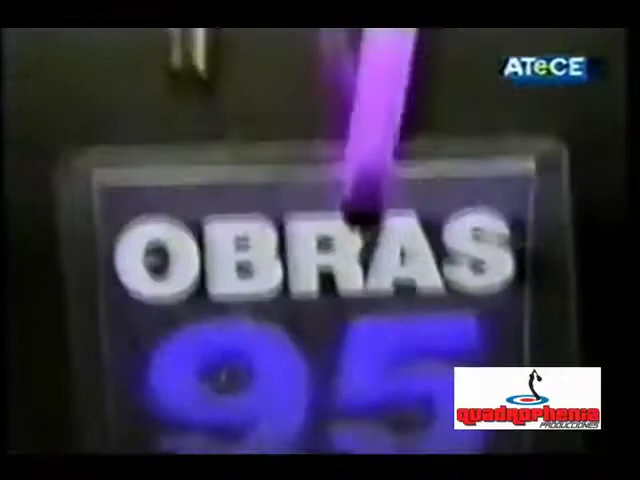 ATeCE
OBRAS
95
quadrophenia
PRODUCCIONES